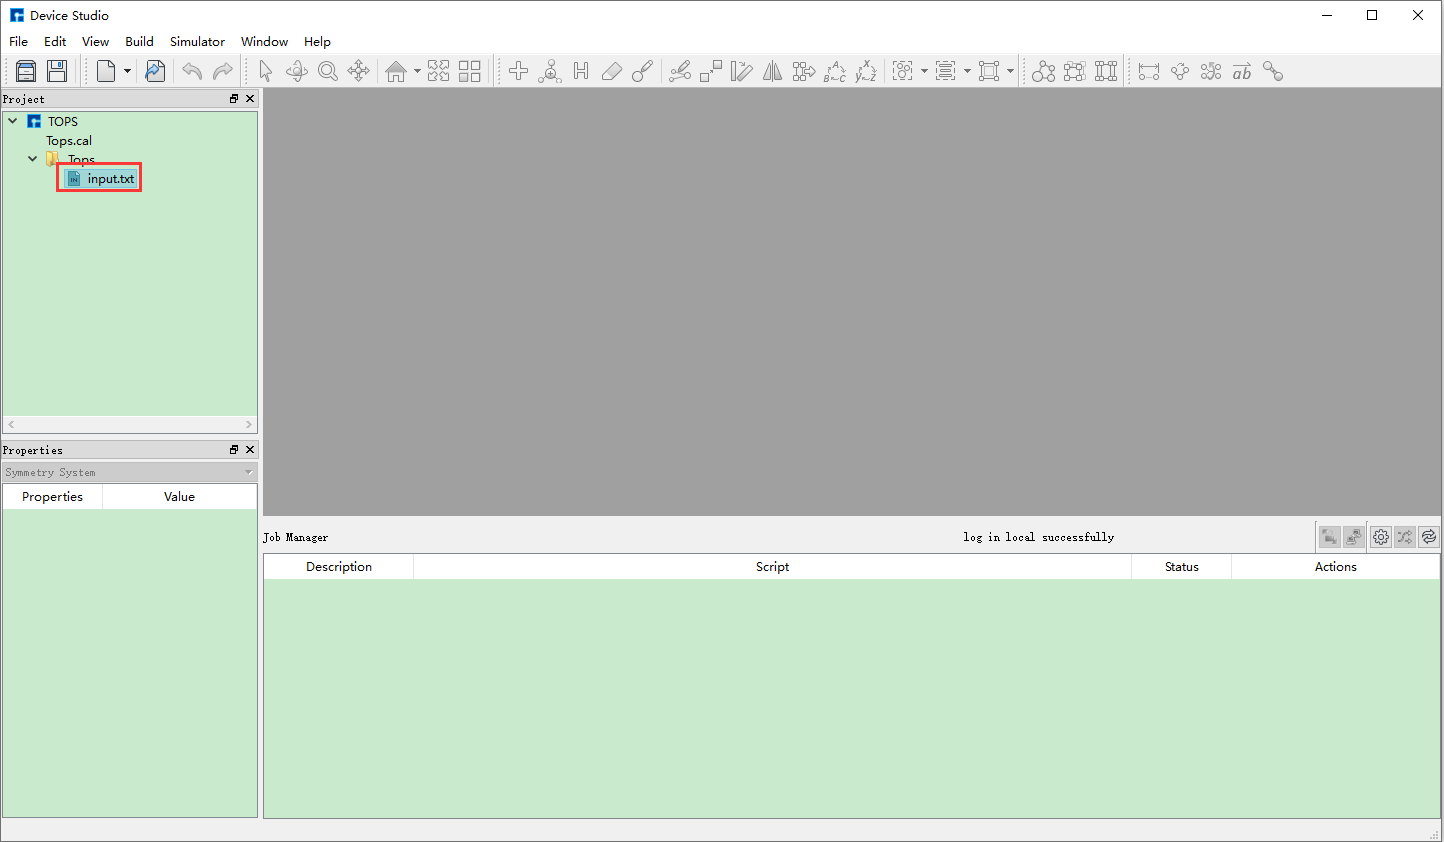 Device Studio
File Edit View Build Simulator Window Help
Project
TOPS
Tops.cal
Tops
input.txt
Properties
Symmetry System
Properties Value
Job Manager log in local successfully
Description Script Status Actions